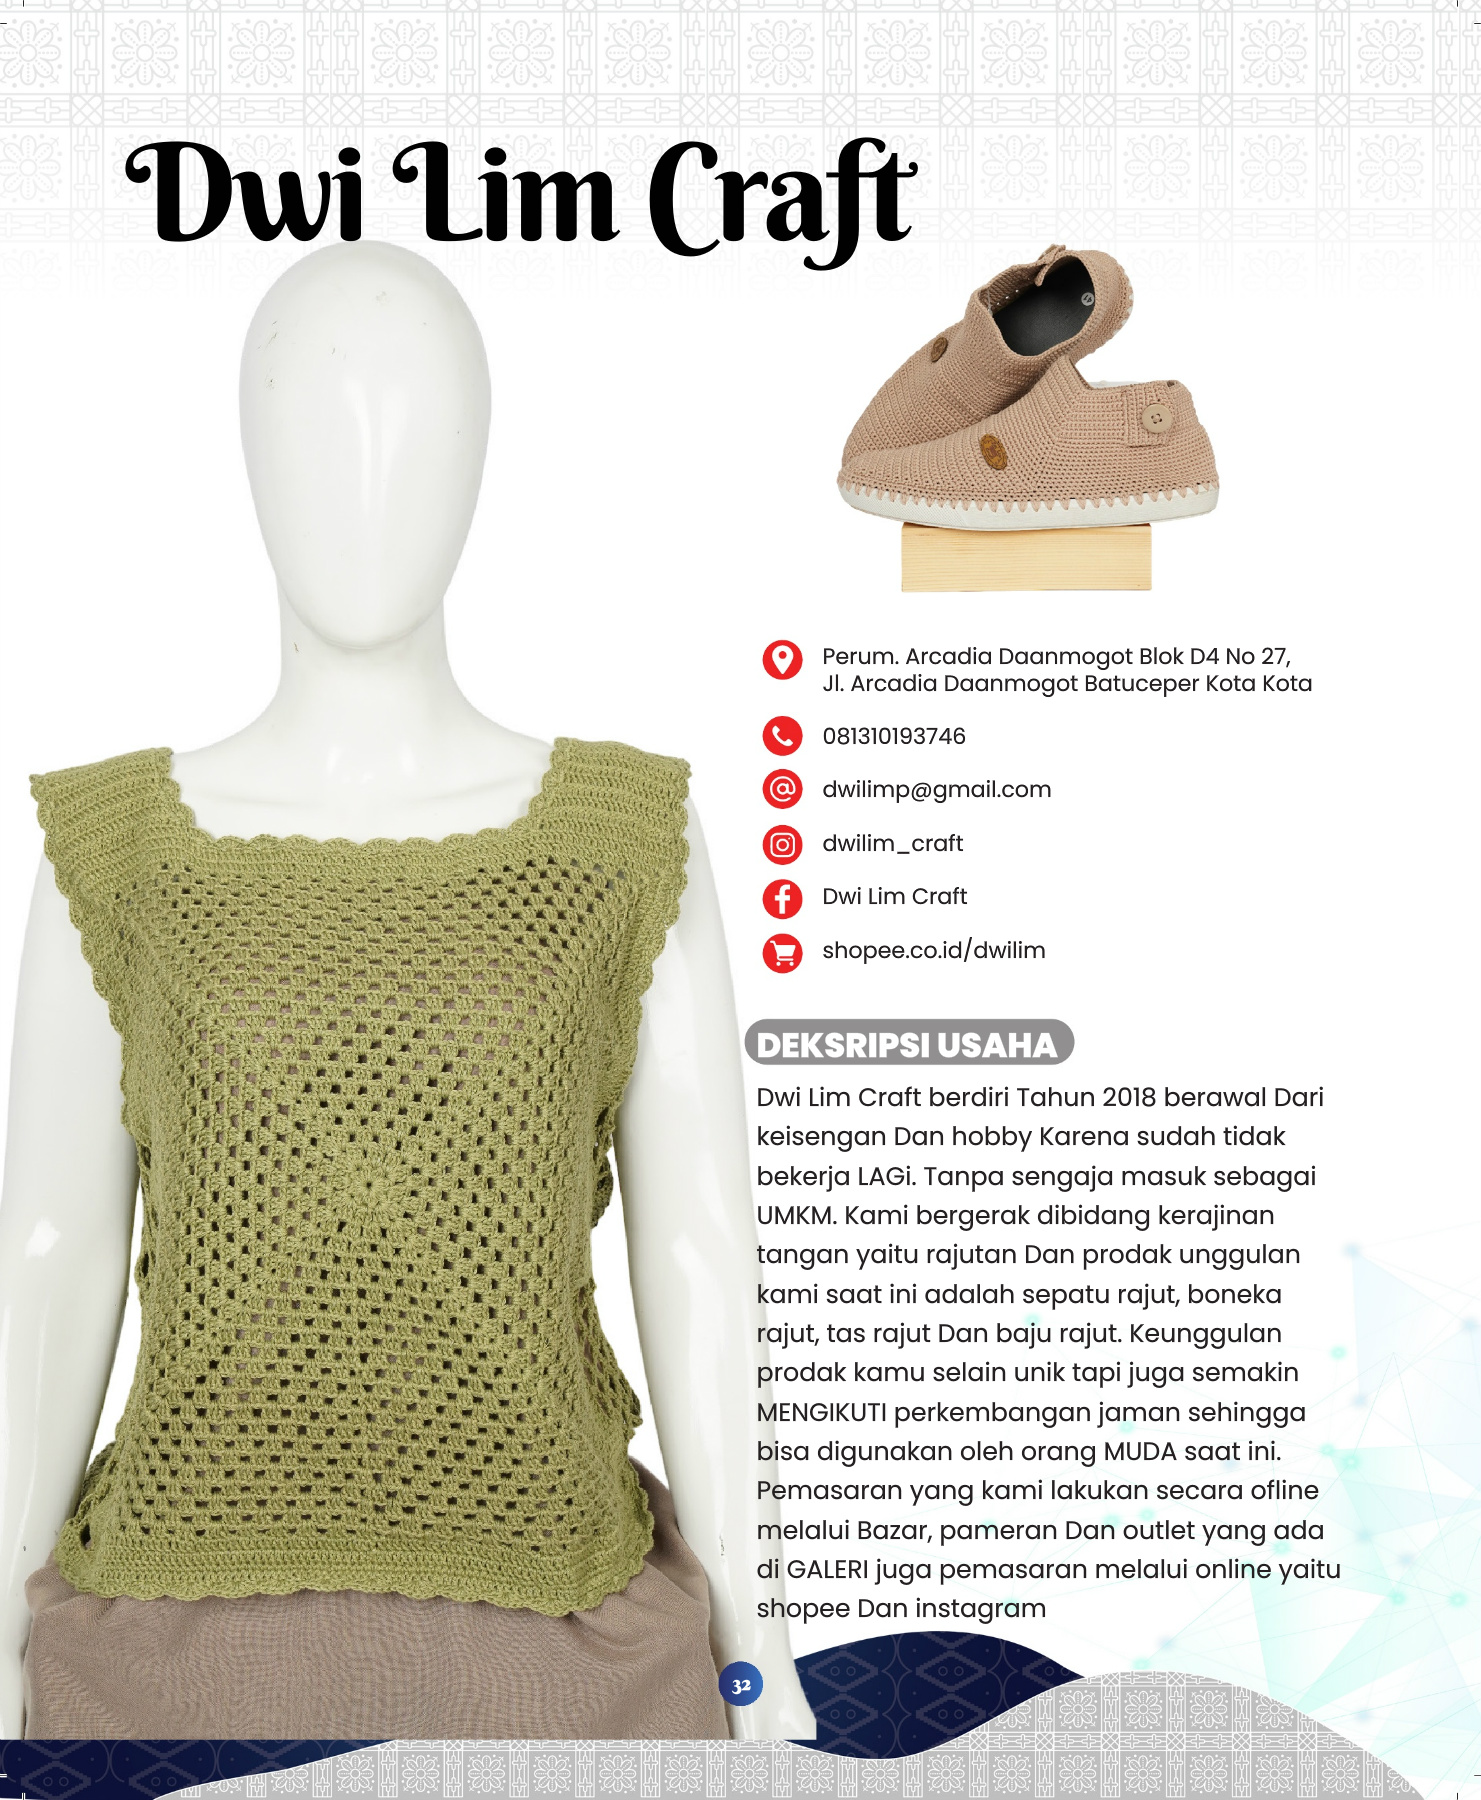 Dwi Lim Craft
Perum. Arcadia Daanmogot Blok D4 No 27,
Jl. Arcadia Daanmogot Batuceper Kota Kota
081310193746
dwilimp@gmail.com
dwilim_craft
Dwi Lim Craft
shopee.co.id/dwilim
DEKSRIPSI USAHA
Dwi Lim Craft berdiri Tahun 2018 berawal Dari
keisengan Dan hobby Karena sudah tidak
bekerja LAGi. Tanpa sengaja masuk sebagai
UMKM. Kami bergerak dibidang kerajinan
tangan yaitu rajutan Dan prodak unggulan
kami saat ini adalah sepatu rajut, boneka
rajut, tas rajut Dan baju rajut. Keunggulan
prodak kamu selain unik tapi juga semakin
MENGIKUTI perkembangan jaman sehingga
bisa digunakan oleh orang MUDA saat ini.
Pemasaran yang kami lakukan secara ofline
melalui Bazar, pameran Dan outlet yang ada
di GALERI juga pemasaran melalui online yaitu
shopee Dan instagram
32